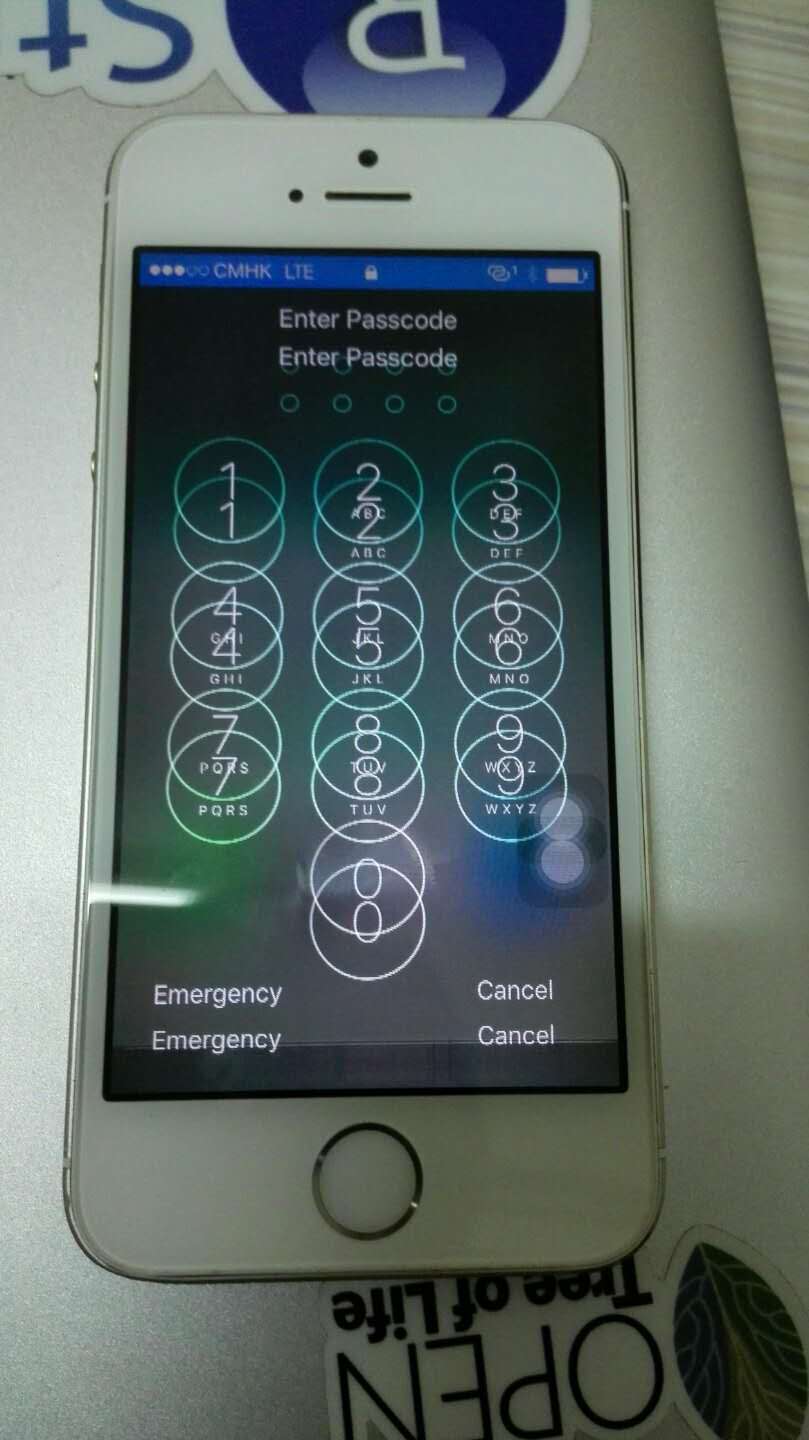 St R
CMHK LTE 1
Enter Passcode
Enter Passcode
1 2 3
ABC DEF
1 2 3
ABC DEF
4 5 6
GHI JKL MNO
4 5 6
GHI JKL MNO
7 8 9
PQRS TUV WXYZ
7 8 9
PQRS TUV WXYZ
0
0
Emergency Cancel
Emergency Cancel
OPEN
Tree of Life